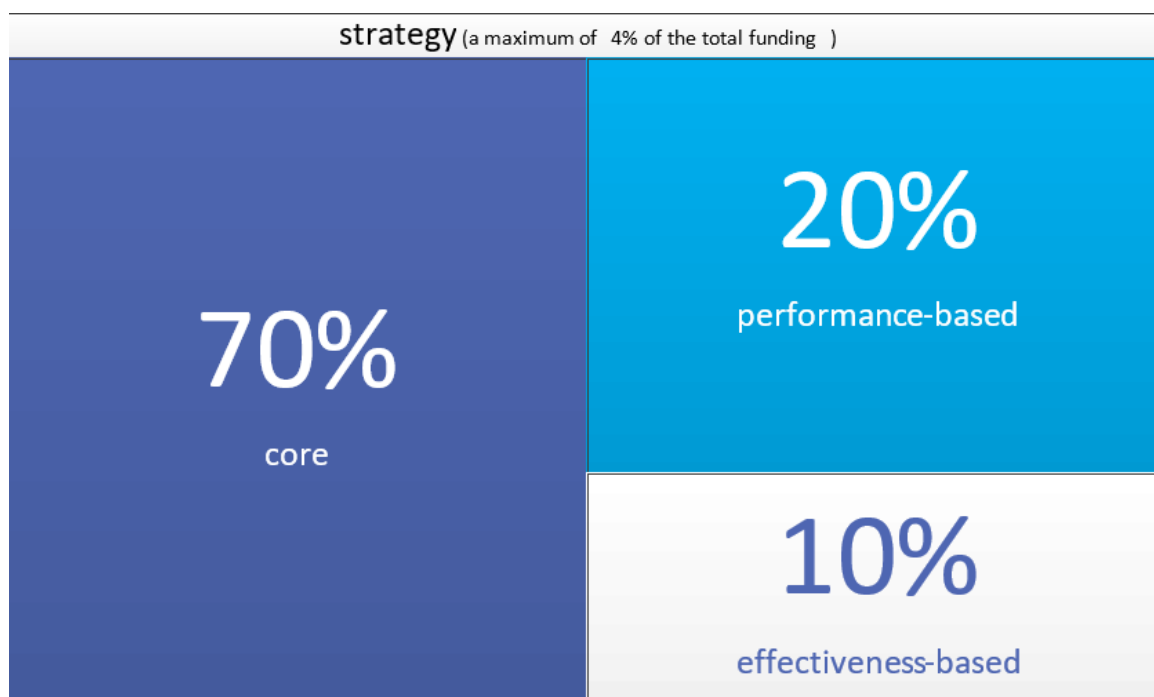 strategy (a maximum of 4% of the total funding )
70%
core
20%
performance-based
10%
effectiveness-based